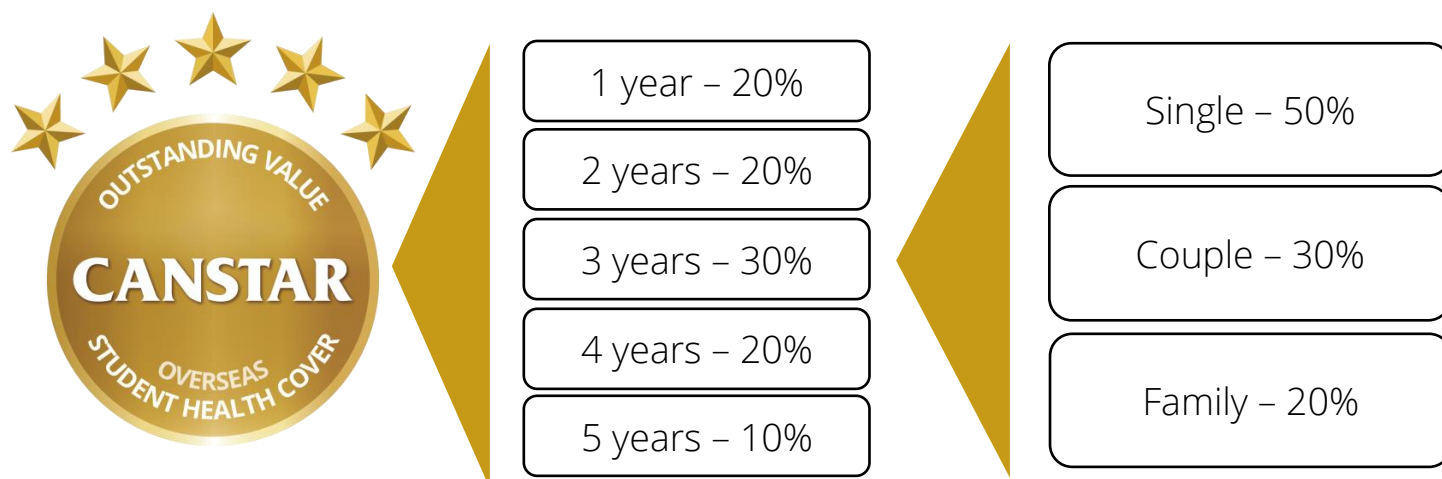 OUTSTANDING VALUE
CANSTAR
OVERSEAS
STUDENT HEALTH COVER
1 year – 20%
2 years – 20%
3 years – 30%
4 years – 20%
5 years – 10%
Single – 50%
Couple – 30%
Family – 20%